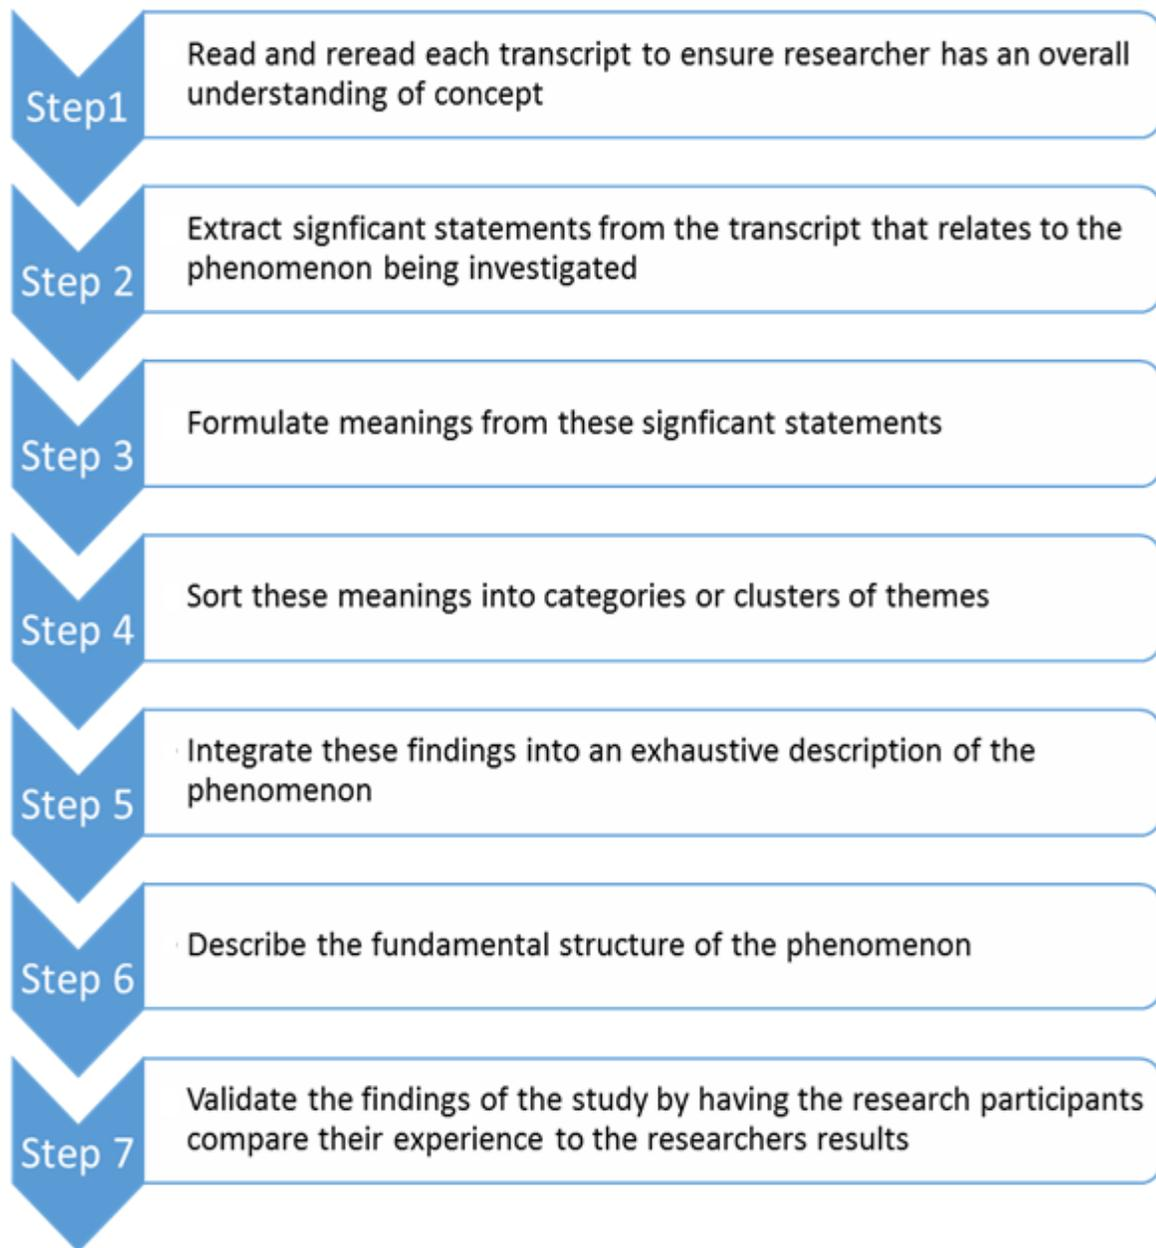 Step1
Read and reread each transcript to ensure researcher has an overall
understanding of concept
Step 2
Extract signficant statements from the transcript that relates to the
phenomenon being investigated
Step 3
Formulate meanings from these signficant statements
Step 4
Sort these meanings into categories or clusters of themes
Step 5
Integrate these findings into an exhaustive description of the
phenomenon
Step 6
Describe the fundamental structure of the phenomenon
Step 7
Validate the findings of the study by having the research participants
compare their experience to the researchers results